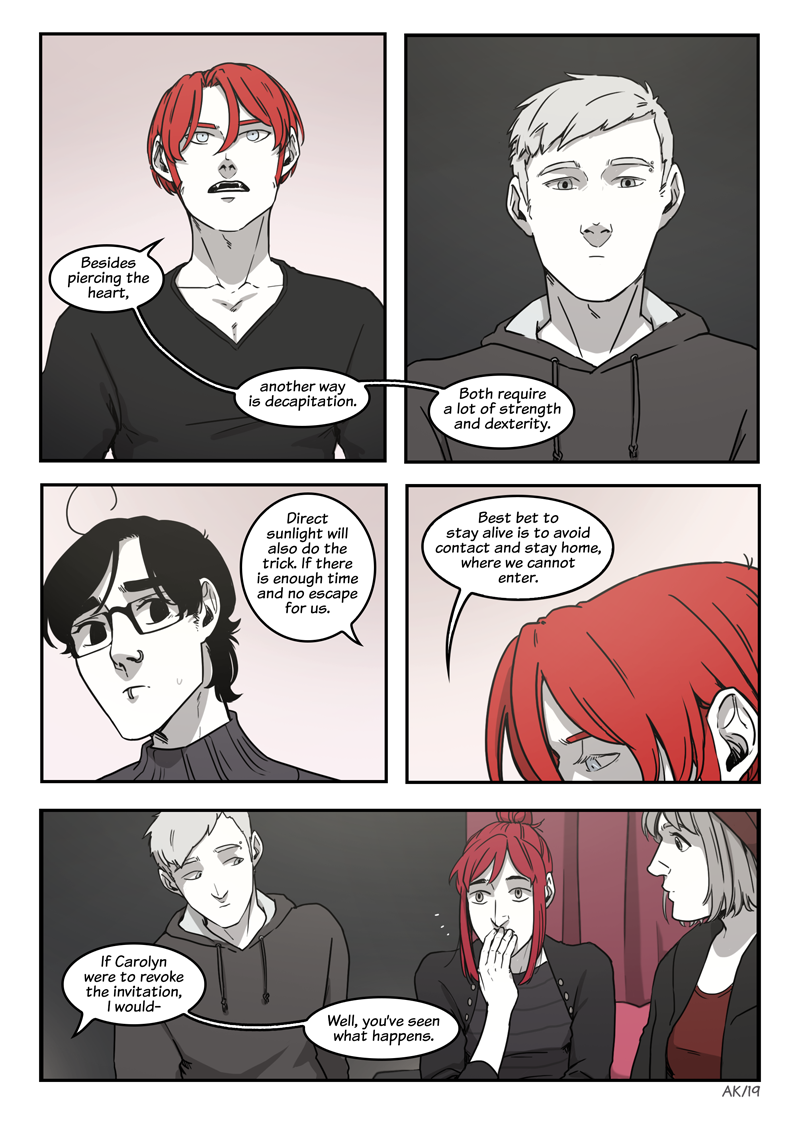 Besides
piercing the
heart,
another way
is decapitation.
Both require
a lot of strength
and dexterity.
Direct
sunlight will
also do the
trick. If there
is enough time
and no escape
for us.
Best bet to
stay alive is to avoid
contact and stay home,
where we cannot
enter.
If Carolyn
were to revoke
the invitation,
I would-
Well, you've seen
what happens.
AK/19